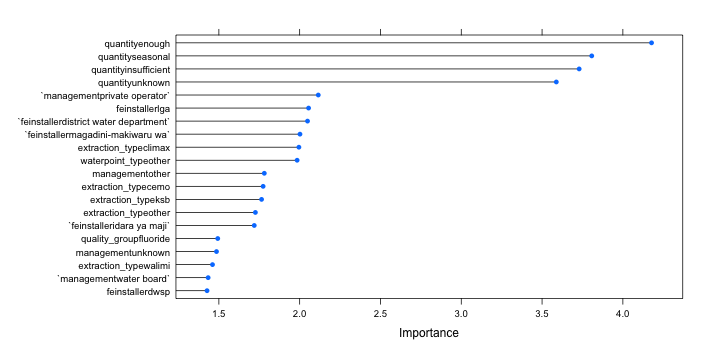 quantityenough
quantityseasonal
quantityinsufficient
quantityunknown
`managementprivate operator`
feinstallerlga
`feinstallerdistrict water department`
`feinstallermagadini-makiwaru wa`
extraction_typeclimax
waterpoint_typeother
managementother
extraction_typecemo
extraction_typeksb
extraction_typeother
`feinstalleridara ya maji`
quality_groupfluoride
managementunknown
extraction_typewalimi
`managementwater board`
feinstallerdwsp
1.5 2.0 2.5 3.0 3.5 4.0
Importance